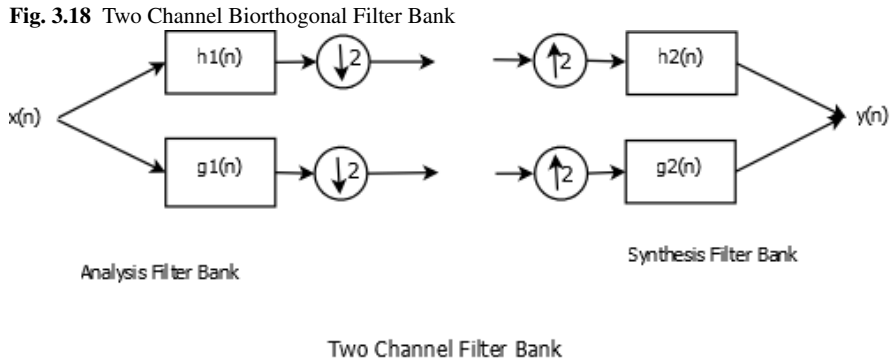 Fig. 3.18 Two Channel Biorthogonal Filter Bank
h1(n)
↓2
↑2
h2(n)
x(n)
y(n)
g1(n)
↓2
↑2
g2(n)
Analysis Filter Bank
Synthesis Filter Bank
Two Channel Filter Bank